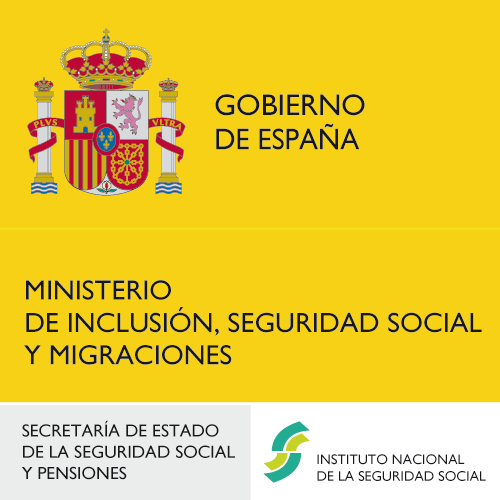 PLVS VLTRA
GOBIERNO
DE ESPAÑA
MINISTERIO
DE INCLUSIÓN, SEGURIDAD SOCIAL
Y MIGRACIONES
SECRETARÍA DE ESTADO
DE LA SEGURIDAD SOCIAL
Y PENSIONES
INSTITUTO NACIONAL
DE LA SEGURIDAD SOCIAL